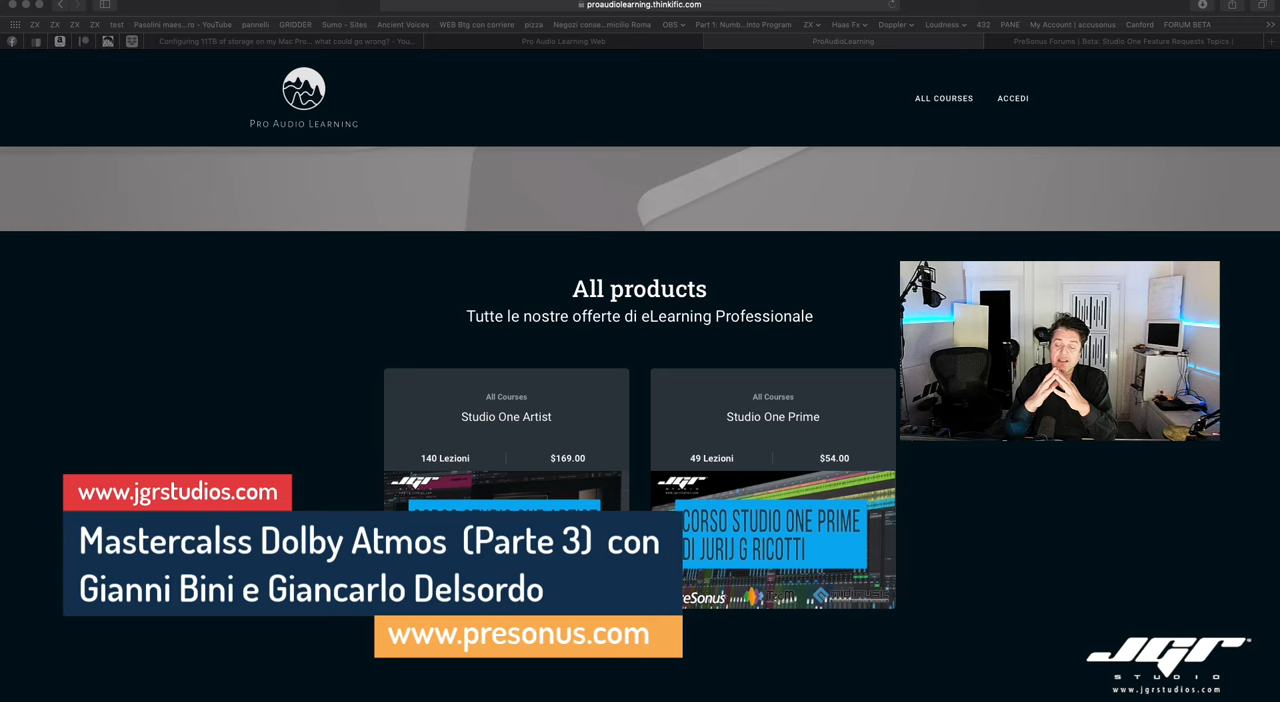 proaudiolearning.thinkific.com
ZX ZX ZX ZX test Pasolini maes...ro - YouTube pannelli GRIDDER Sumo - Sites Ancient Voices WEB Btg con corriere pizza Negozi conse...micilio Roma OBS Part 1: Numb...Into Program ZX Haas Fx Doppler Loudness 432 PANE My Account | accusonus Canford FORUM BETA
Configuring 11TB of storage on my Mac Pro... what could go wrong? - You... Pro Audio Learning Web ProAudioLearning PreSonus Forums | Beta: Studio One Feature Requests Topics |
PRO AUDIO LEARNING
ALL COURSES ACCEDI
All products
Tutte le nostre offerte di eLearning Professionale
All Courses
Studio One Artist
140 Lezioni $169.00
All Courses
Studio One Prime
49 Lezioni $54.00
CORSO STUDIO ONE PRIME
DI JURIJ G RICOTTI
www.jgrstudios.com
Mastercalss Dolby Atmos (Parte 3) con
Gianni Bini e Giancarlo Delsordo
www.presonus.com
JGR
STUDIO
www.jgrstudios.com